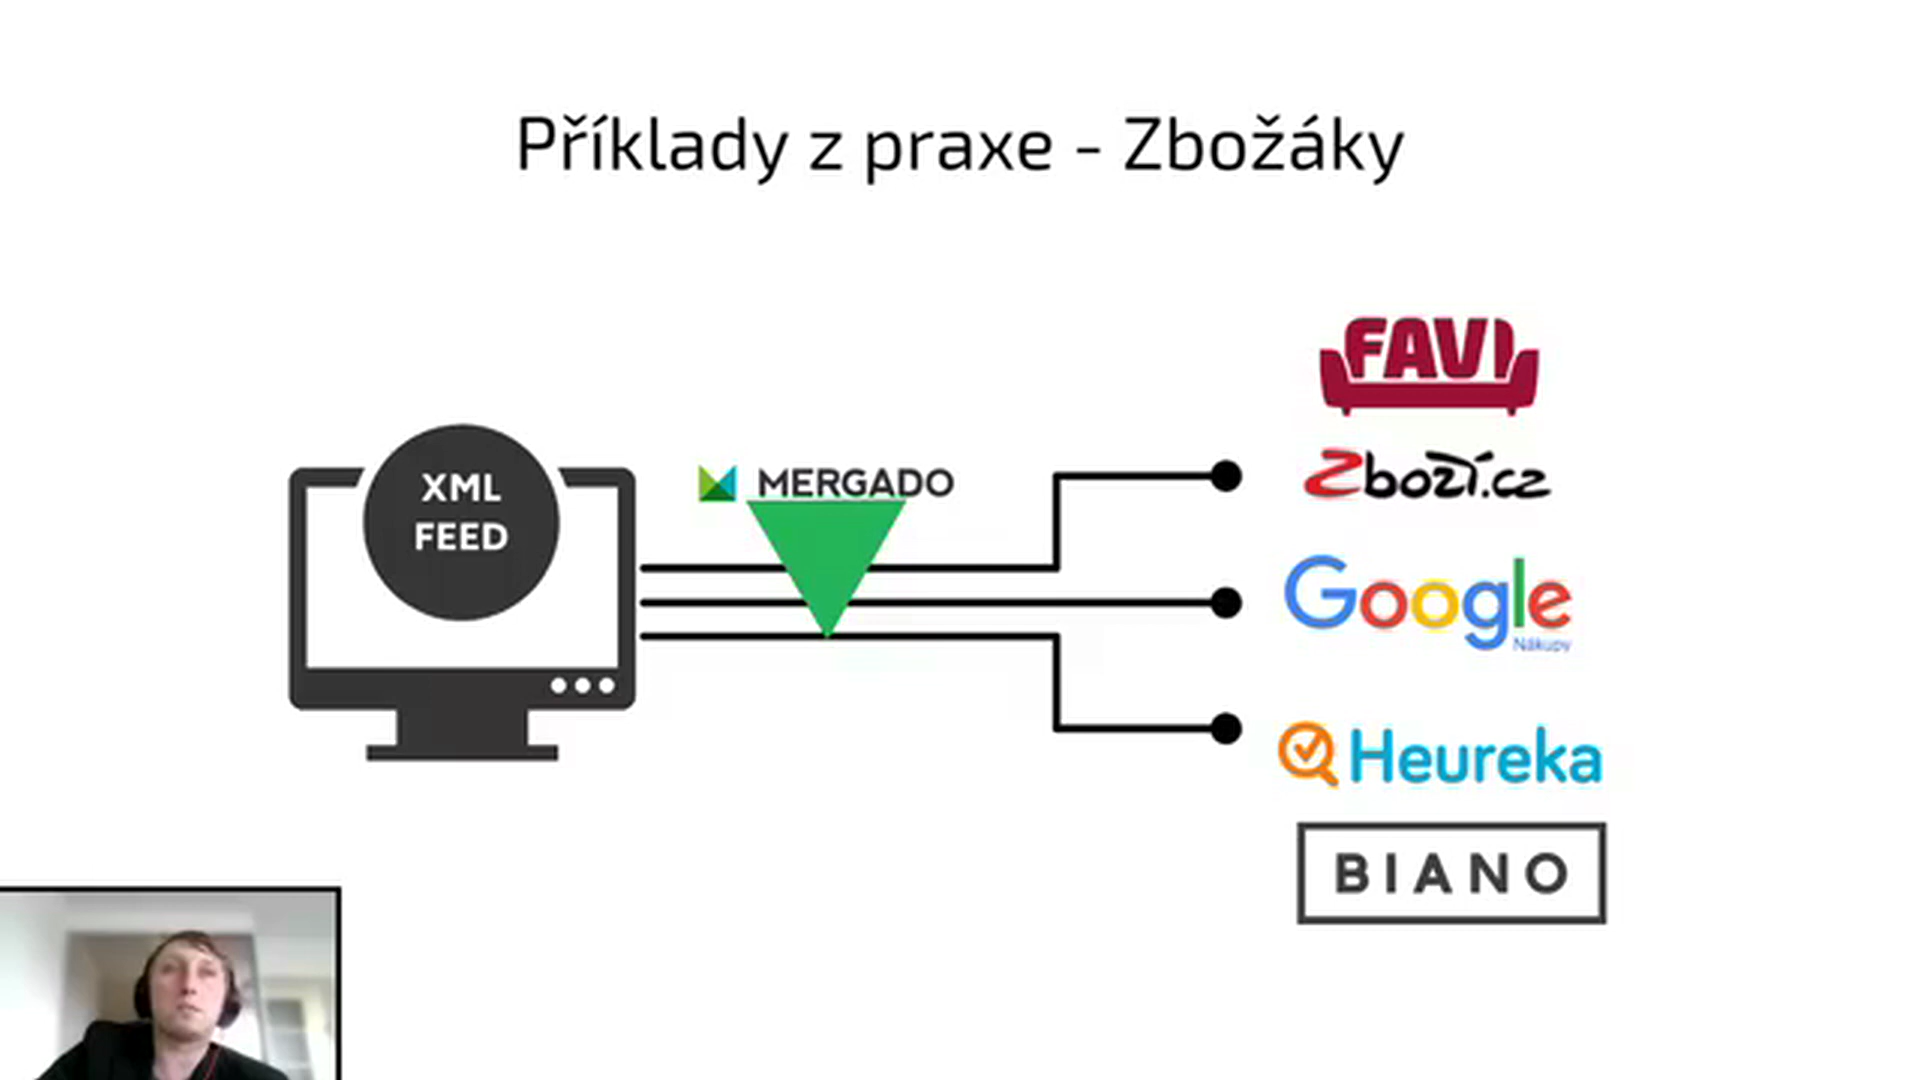 Příklady z praxe - Zbožáky
XML
FEED
MERGADO
FAVI
Zboží.cz
Google
Nákupy
Heureka
BIANO